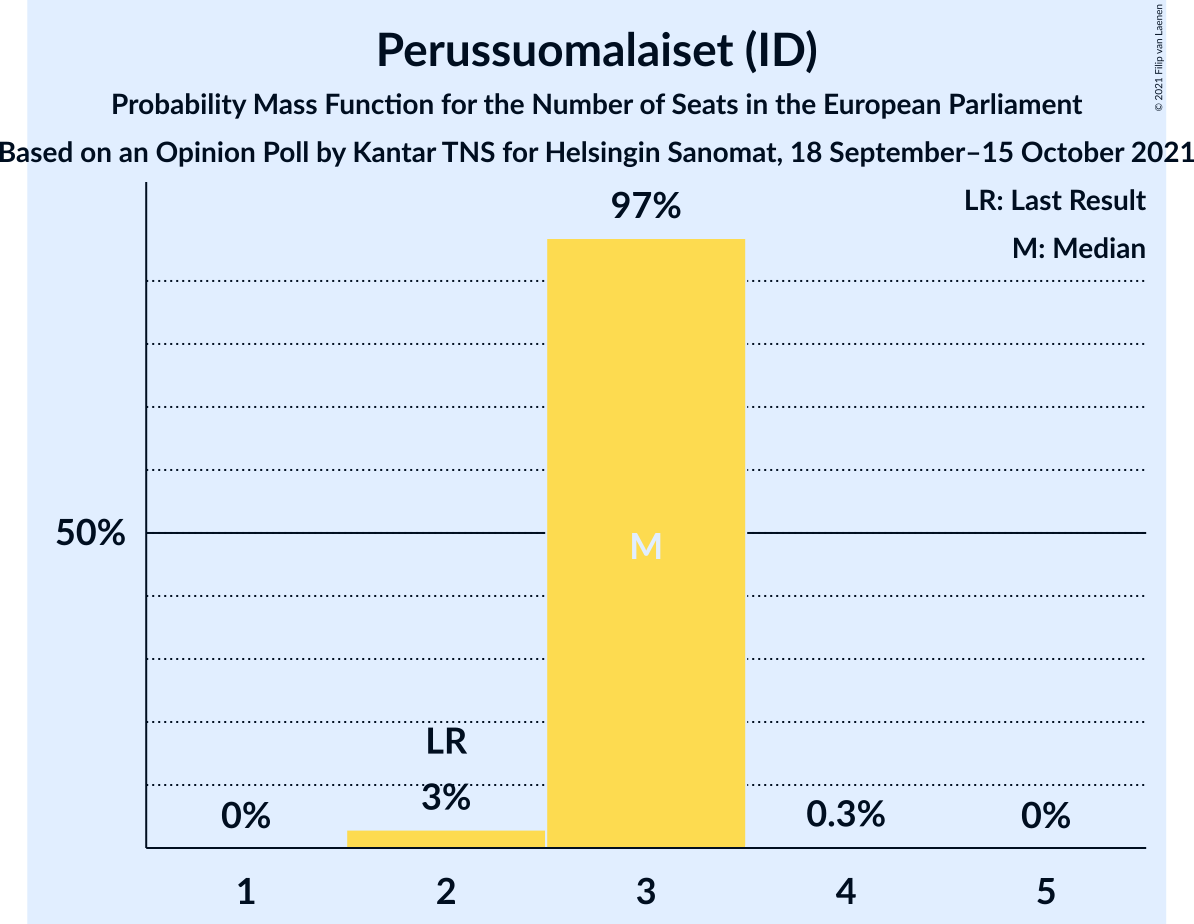 Perussuomalaiset (ID)
Probability Mass Function for the Number of Seats in the European Parliament
Based on an Opinion Poll by Kantar TNS for Helsingin Sanomat, 18 September–15 October 2021
© 2021 Filip van Laenen
LR: Last Result
M: Median
97%
50%
M
LR
3%
0%
0.3%
0%
1
2
3
4
5